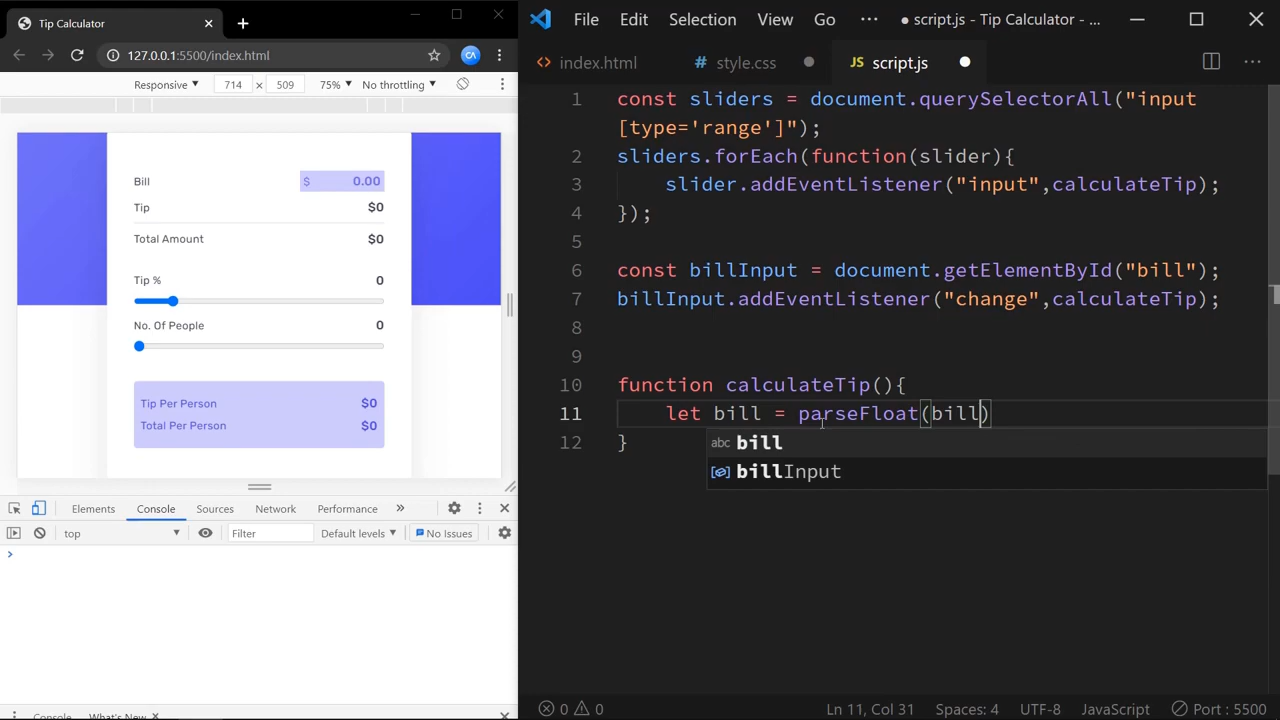 Tip Calculator
127.0.0.1:5500/index.html
Responsive 714 × 509 75% No throttling
Bill $ 0.00
Tip $0
Total Amount $0
Tip % 0
No. Of People 0
Tip Per Person $0
Total Per Person $0
Elements Console Sources Network Performance
top Filter Default levels No Issues
Console What's New
File Edit Selection View Go ··· ● script.js - Tip Calculator - ...
index.html style.css JS script.js
1 const sliders = document.querySelectorAll("input
[type='range']");
2 sliders.forEach(function(slider){
3 slider.addEventListener("input",calculateTip);
4 });
5
6 const billInput = document.getElementById("bill");
7 billInput.addEventListener("change",calculateTip);
8
9
10 function calculateTip(){
11 let bill = parseFloat(bill)
12 }
abc bill
billInput
0 0 Ln 11, Col 31 Spaces: 4 UTF-8 JavaScript Port : 5500